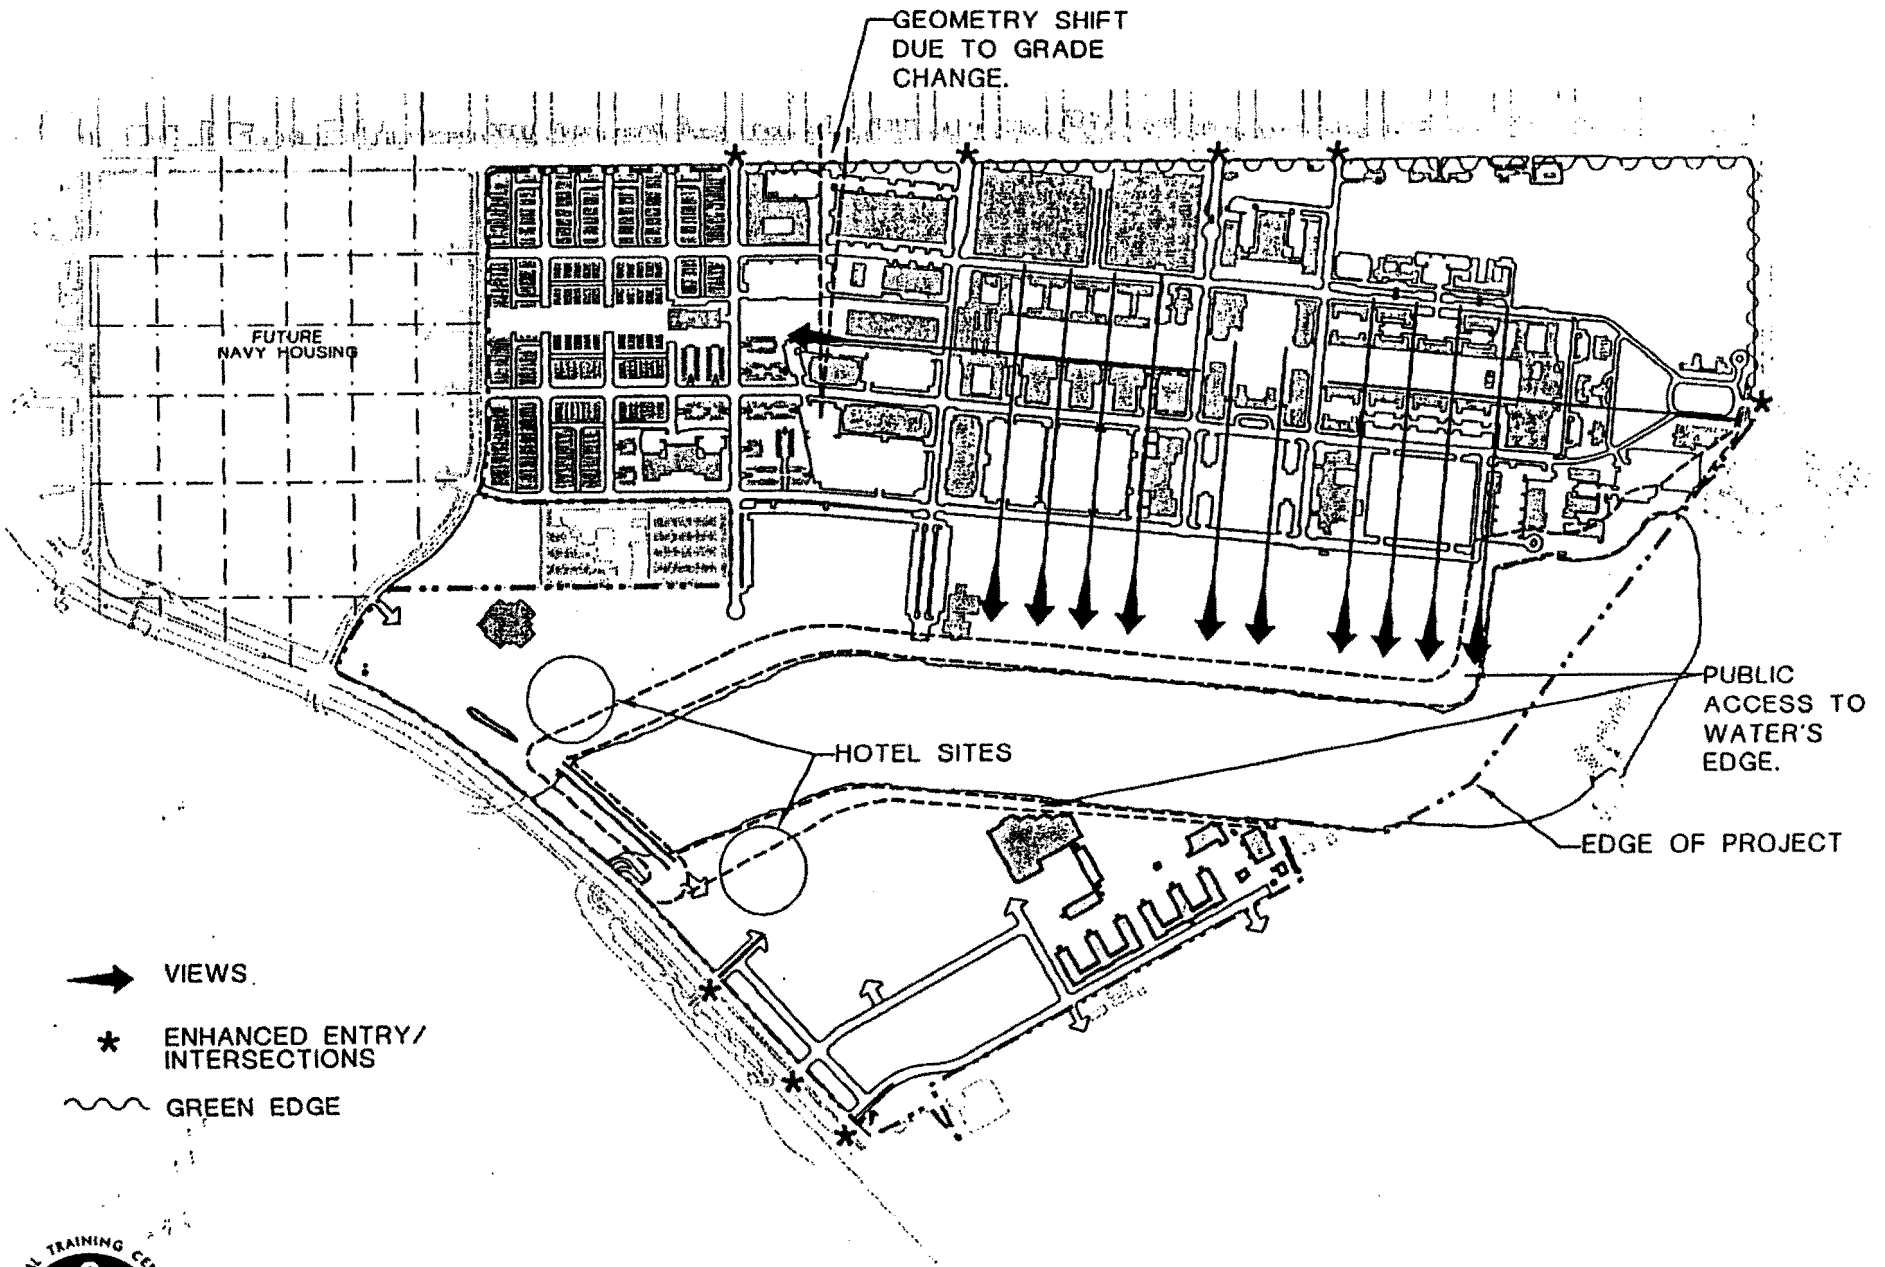 GEOMETRY SHIFT
DUE TO GRADE
CHANGE.
FUTURE
NAVY HOUSING
PUBLIC
ACCESS TO
WATER'S
EDGE.
HOTEL SITES
EDGE OF PROJECT
VIEWS.
ENHANCED ENTRY/
INTERSECTIONS
GREEN EDGE
TRAINING